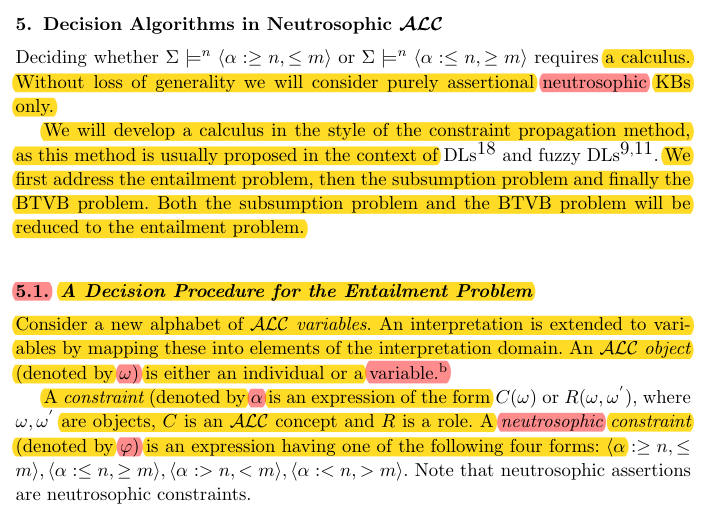 5. Decision Algorithms in Neutrosophic 𝒜ℒ𝒞
Deciding whether Σ ⊨ⁿ ⟨α :≥ n, ≤ m⟩ or Σ ⊨ⁿ ⟨α :≤ n, ≥ m⟩ requires a calculus.
Without loss of generality we will consider purely assertional neutrosophic KBs
only.
We will develop a calculus in the style of the constraint propagation method,
as this method is usually proposed in the context of DLs¹⁸ and fuzzy DLs⁹,¹¹. We
first address the entailment problem, then the subsumption problem and finally the
BTVB problem. Both the subsumption problem and the BTVB problem will be
reduced to the entailment problem.
5.1. A Decision Procedure for the Entailment Problem
Consider a new alphabet of 𝒜ℒ𝒞 variables. An interpretation is extended to vari-
ables by mapping these into elements of the interpretation domain. An 𝒜ℒ𝒞 object
(denoted by ω) is either an individual or a variable.ᵇ
A constraint (denoted by α is an expression of the form C(ω) or R(ω, ω′), where
ω, ω′ are objects, C is an 𝒜ℒ𝒞 concept and R is a role. A neutrosophic constraint
(denoted by φ) is an expression having one of the following four forms: ⟨α :≥ n, ≤
m⟩, ⟨α :≤ n, ≥ m⟩, ⟨α :> n, < m⟩, ⟨α :< n, > m⟩. Note that neutrosophic assertions
are neutrosophic constraints.